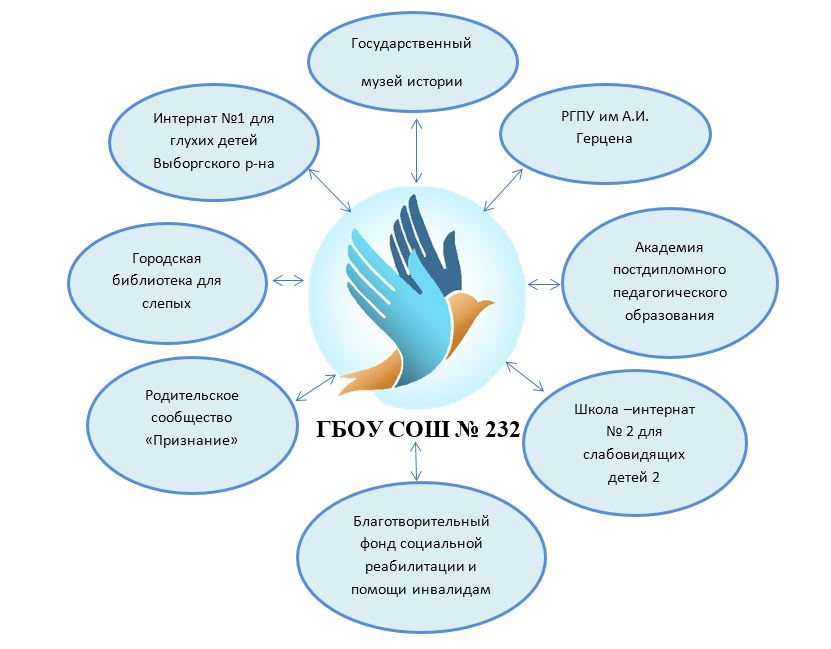 Государственный
музей истории
Интернат №1 для
глухих детей
Выборгского р-на
РГПУ им А.И.
Герцена
Городская
библиотека для
слепых
Академия
постдипломного
педагогического
образования
Родительское
сообщество
«Признание»
ГБОУ СОШ № 232
Школа –интернат
№ 2 для
слабовидящих
детей 2
Благотворительный
фонд социальной
реабилитации и
помощи инвалидам